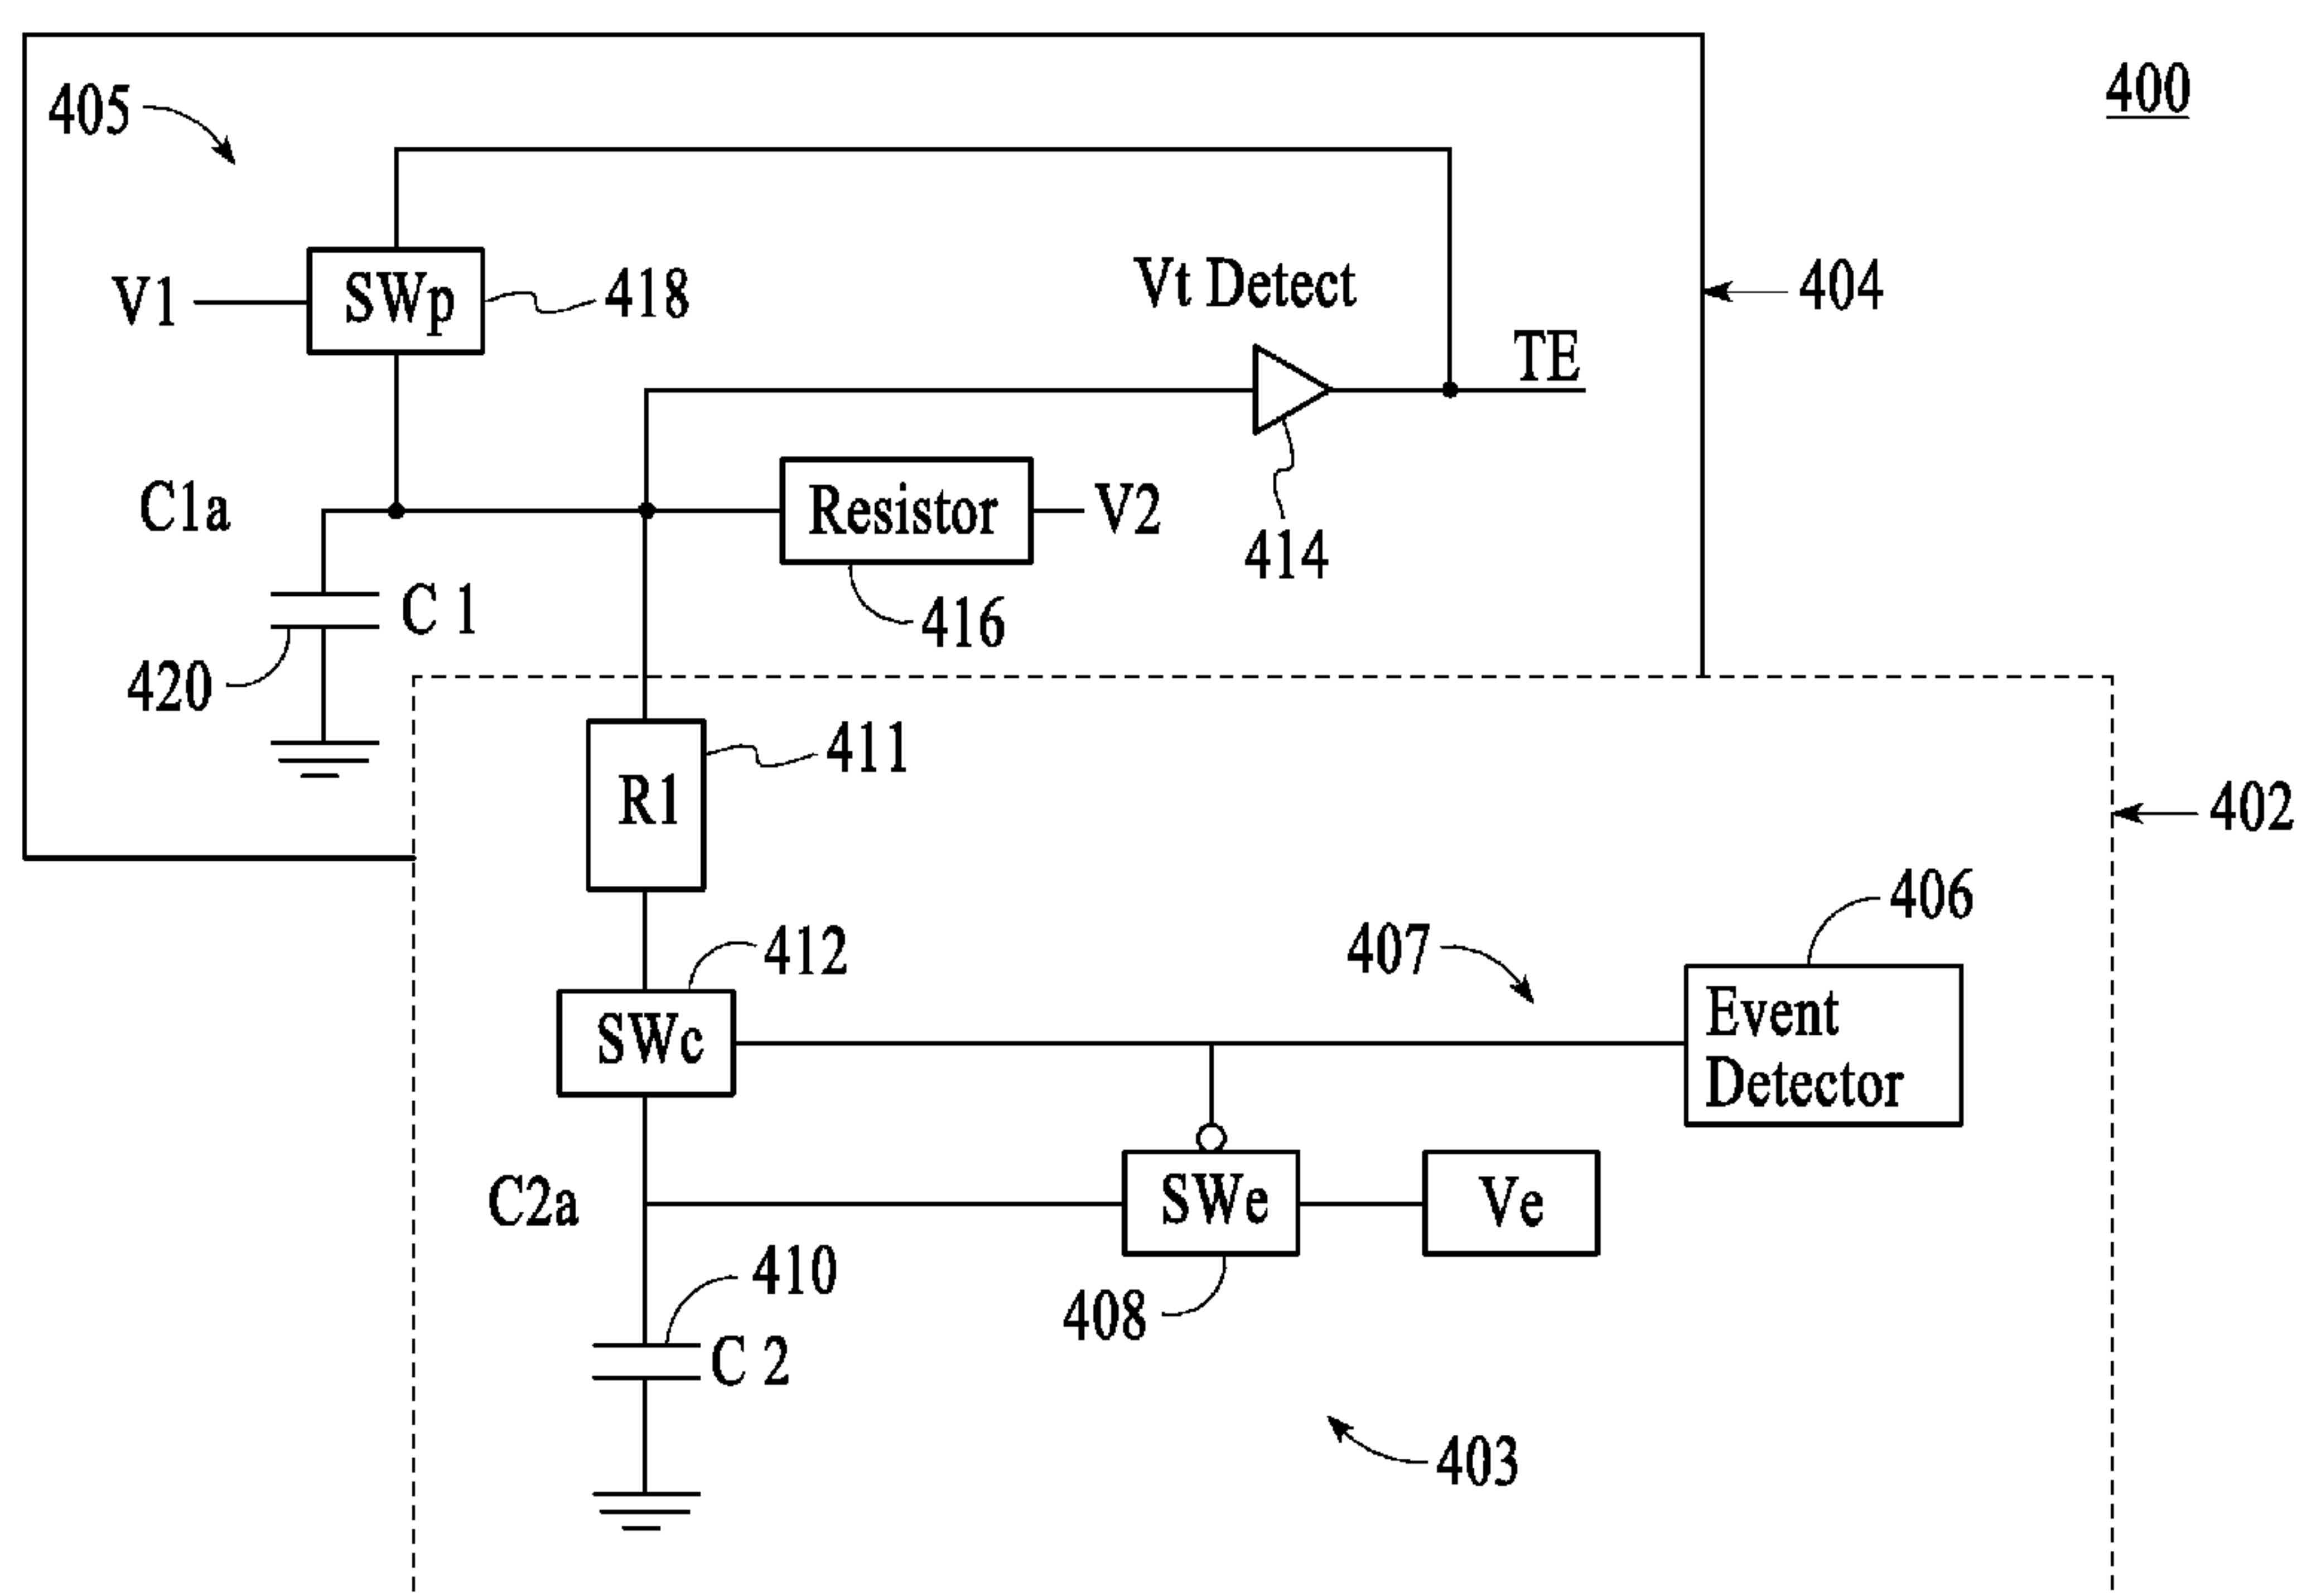 400
405
V1
SWp
418
Vt Detect
404
TE
C1a
Resistor
V2
414
C 1
416
420
R1
411
402
406
412
407
SWc
Event
Detector
C2a
SWe
Ve
410
408
C 2
403